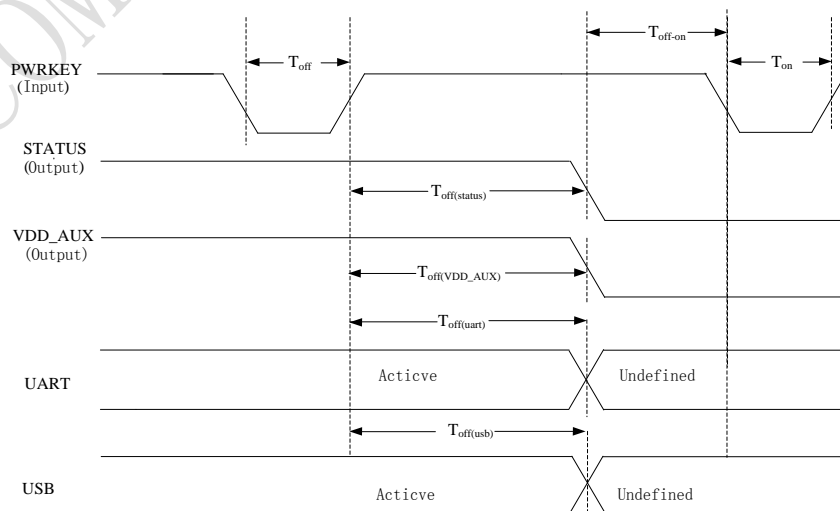 T_off-on
T_off
T_on
PWRKEY
(Input)
STATUS
(Output)
T_off(status)
VDD_AUX
(Output)
T_off(VDD_AUX)
T_off(uart)
UART
Acticve
Undefined
T_off(usb)
USB
Acticve
Undefined